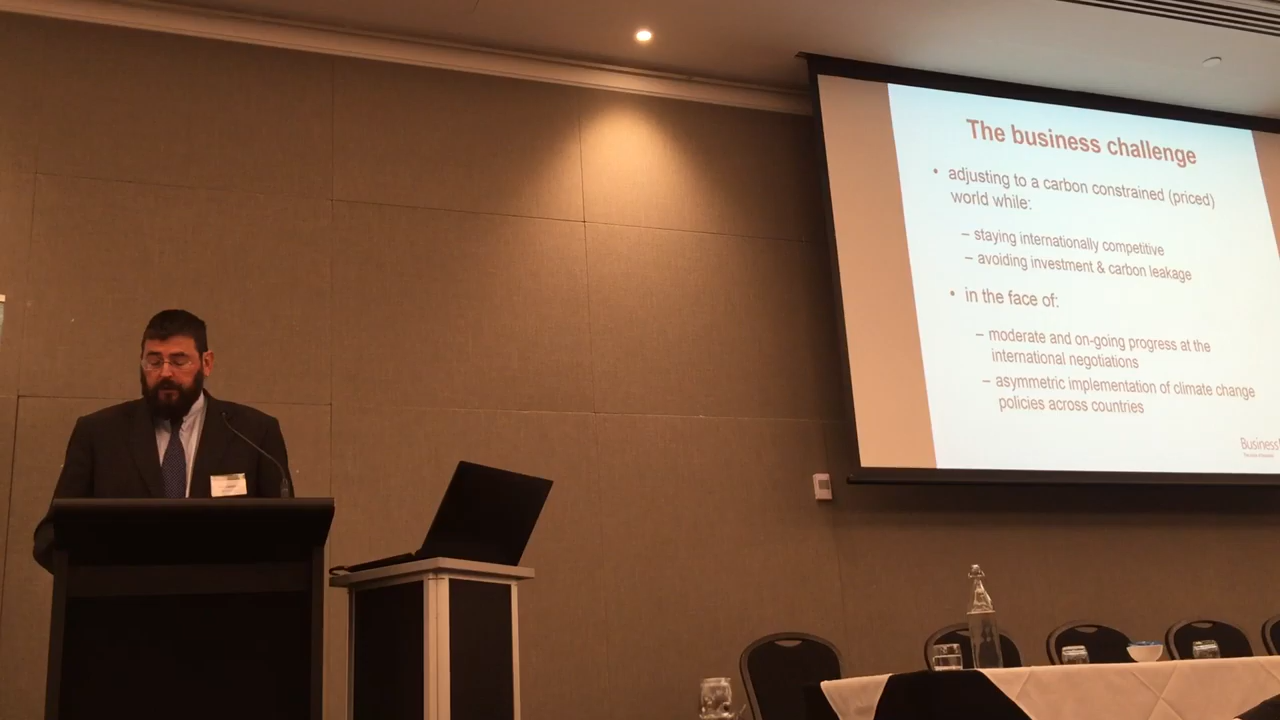 The business challenge
• adjusting to a carbon constrained (priced)
world while:
– staying internationally competitive
– avoiding investment & carbon leakage
• in the face of:
– moderate and on-going progress at the
international negotiations
– asymmetric implementation of climate change
policies across countries
Business